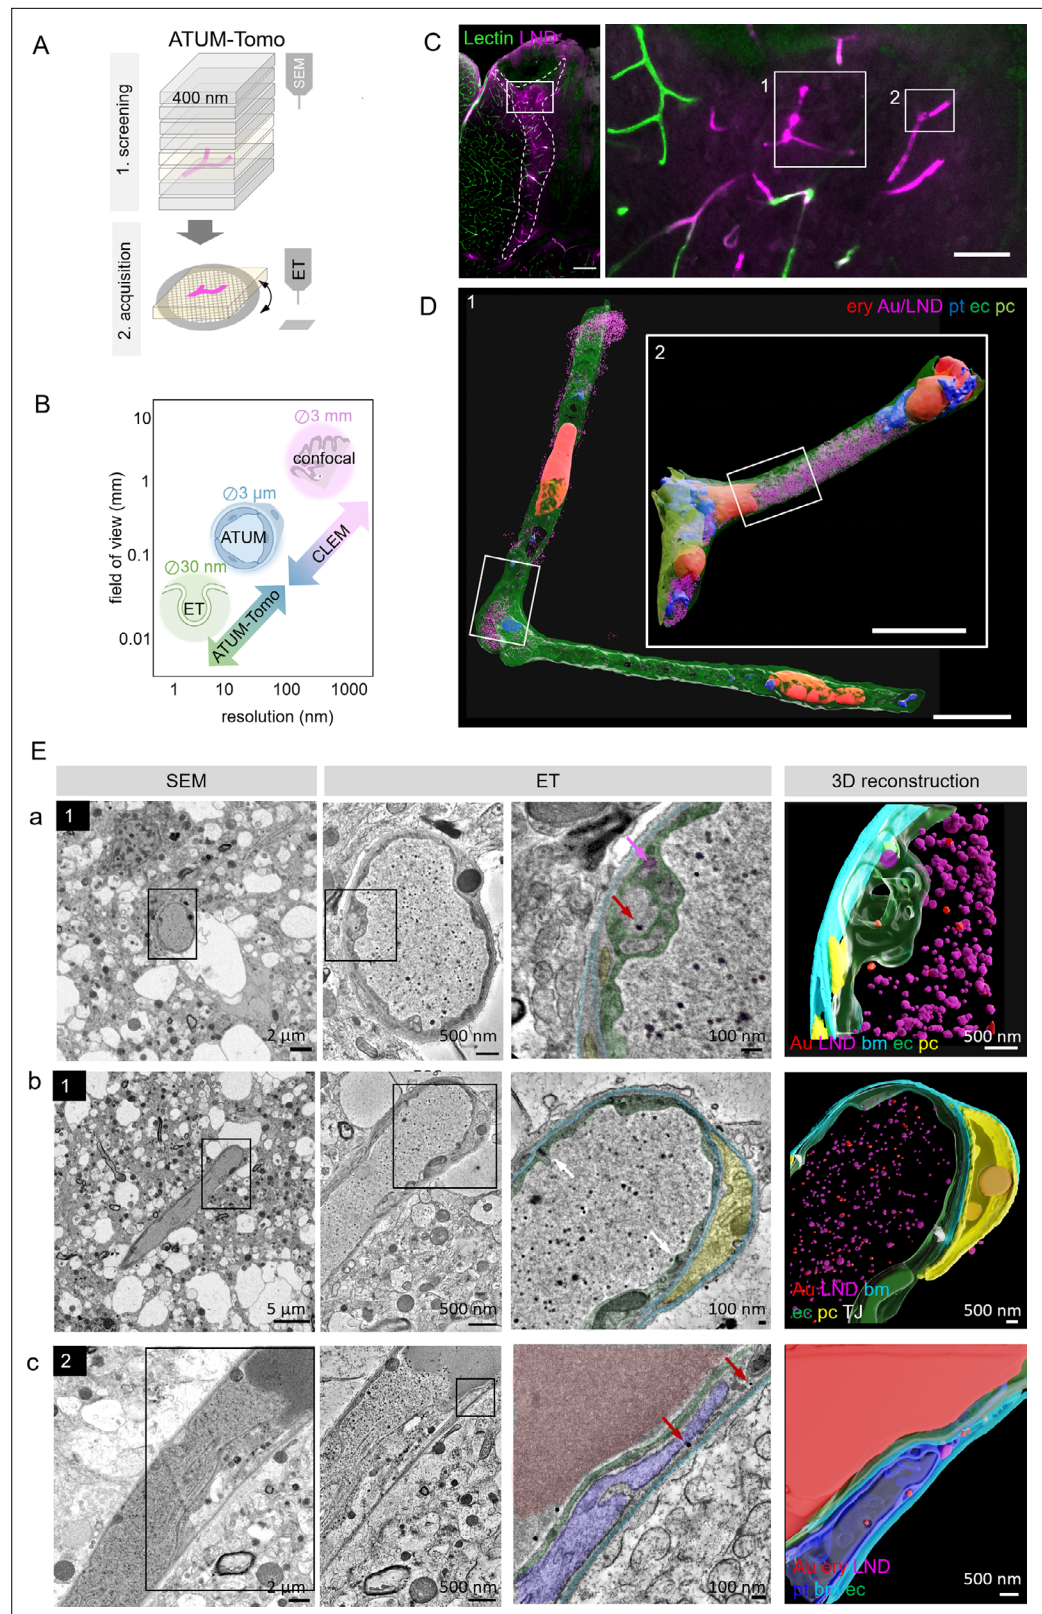 A
ATUM-Tomo
SEM
400 nm
1. screening
2. acquisition
ET
B
10
1
0.1
0.01
field of view (mm)
∅3 mm
confocal
∅3 µm
ATUM
CLEM
∅30 nm
ET
ATUM-Tomo
1 10 100 1000
resolution (nm)
C
Lectin LND
1
2
D
1
ery Au/LND pt ec pc
2
E
SEM ET 3D reconstruction
a
1
2 µm
500 nm
100 nm
Au LND bm ec pc
500 nm
b
1
5 µm
500 nm
100 nm
Au LND bm
ec pc TJ
500 nm
c
2
2 µm
500 nm
100 nm
Au ery LND
pt bm ec
500 nm